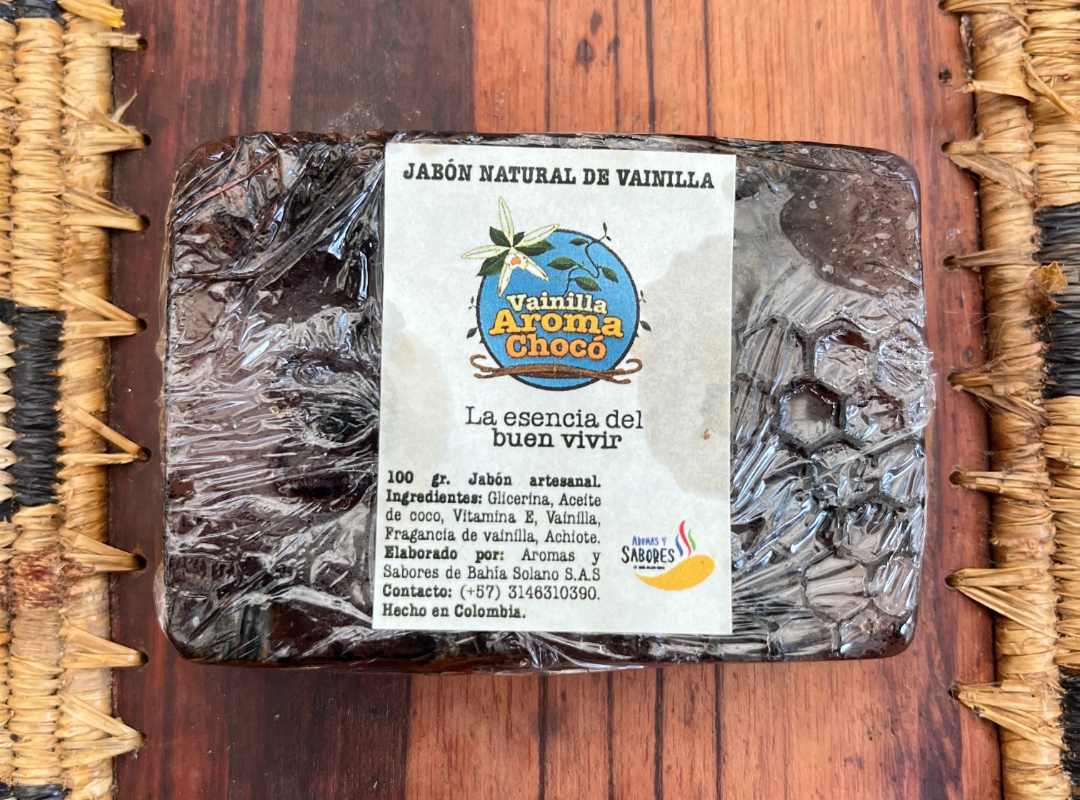 JABÓN NATURAL DE VAINILLA
Vainilla
Aroma
Chocó
La esencia del
buen vivir
100 gr. Jabón artesanal.
Ingredientes: Glicerina, Aceite
de coco, Vitamina E, Vainilla,
Fragancia de vainilla, Achiote.
Elaborado por: Aromas y
Sabores de Bahía Solano S.A.S
Contacto: (+57) 3146310390.
Hecho en Colombia.
AROMAS Y
SABORES